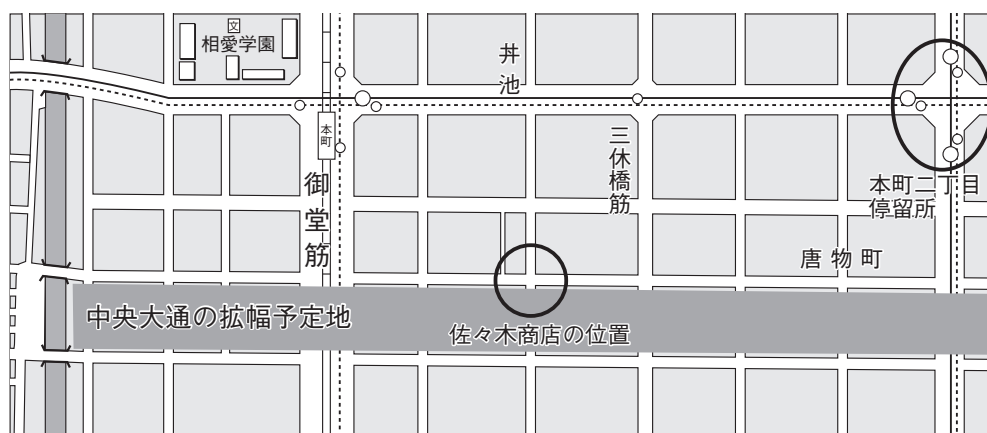 文
相愛学園
丼池
本町
三休橋筋
御堂筋
本町二丁目
停留所
唐物町
中央大通の拡幅予定地
佐々木商店の位置